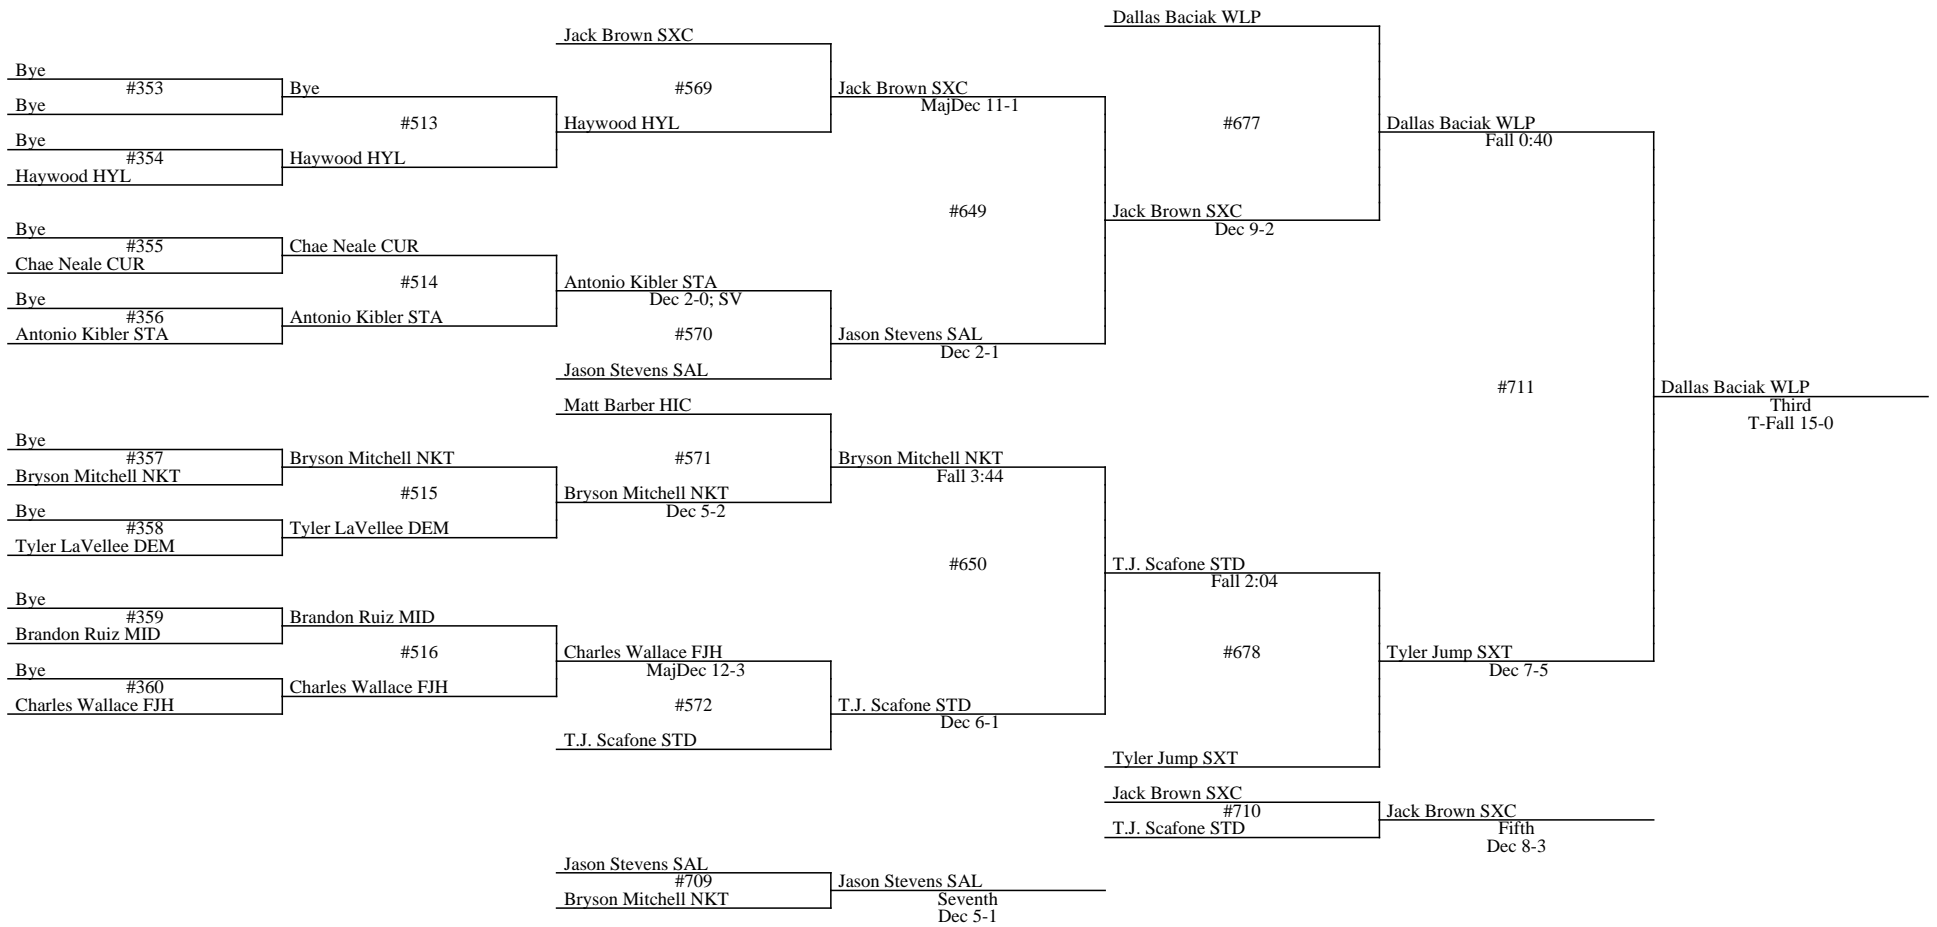 Bye
#353
Bye
Bye
#354
Haywood HYL
Bye
#355
Chae Neale CUR
Bye
#356
Antonio Kibler STA
Bye
#357
Bryson Mitchell NKT
Bye
#358
Tyler LaVellee DEM
Bye
#359
Brandon Ruiz MID
Bye
#360
Charles Wallace FJH
Bye
#513
Haywood HYL
Chae Neale CUR
#514
Antonio Kibler STA
Bryson Mitchell NKT
#515
Tyler LaVellee DEM
Brandon Ruiz MID
#516
Charles Wallace FJH
Jack Brown SXC
#569
Haywood HYL
Antonio Kibler STA
Dec 2-0; SV
#570
Jason Stevens SAL
Matt Barber HIC
#571
Bryson Mitchell NKT
Dec 5-2
Charles Wallace FJH
MajDec 12-3
#572
T.J. Scafone STD
Jack Brown SXC
MajDec 11-1
#649
Jason Stevens SAL
Dec 2-1
Bryson Mitchell NKT
Fall 3:44
#650
T.J. Scafone STD
Dec 6-1
Dallas Baciak WLP
#677
Jack Brown SXC
Dec 9-2
T.J. Scafone STD
Fall 2:04
#678
Tyler Jump SXT
Dallas Baciak WLP
Fall 0:40
#711
Tyler Jump SXT
Dec 7-5
Dallas Baciak WLP
Third
T-Fall 15-0
Jack Brown SXC
#710
T.J. Scafone STD
Jack Brown SXC
Fifth
Dec 8-3
Jason Stevens SAL
#709
Bryson Mitchell NKT
Jason Stevens SAL
Seventh
Dec 5-1